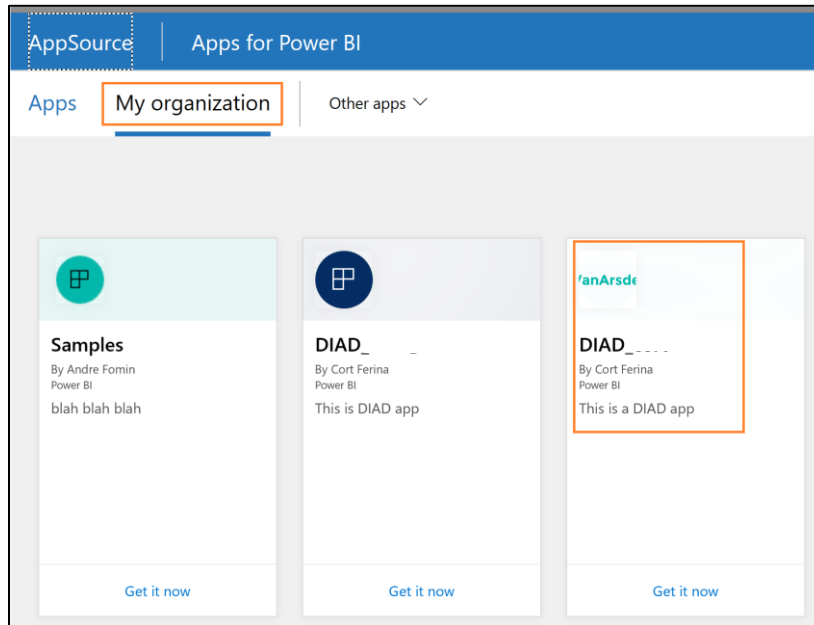 AppSource
Apps for Power BI
Apps
My organization
Other apps
Samples
By Andre Fomin
Power BI
blah blah blah
Get it now
DIAD_
By Cort Ferina
Power BI
This is DIAD app
Get it now
VanArsde
DIAD_
By Cort Ferina
Power BI
This is a DIAD app
Get it now